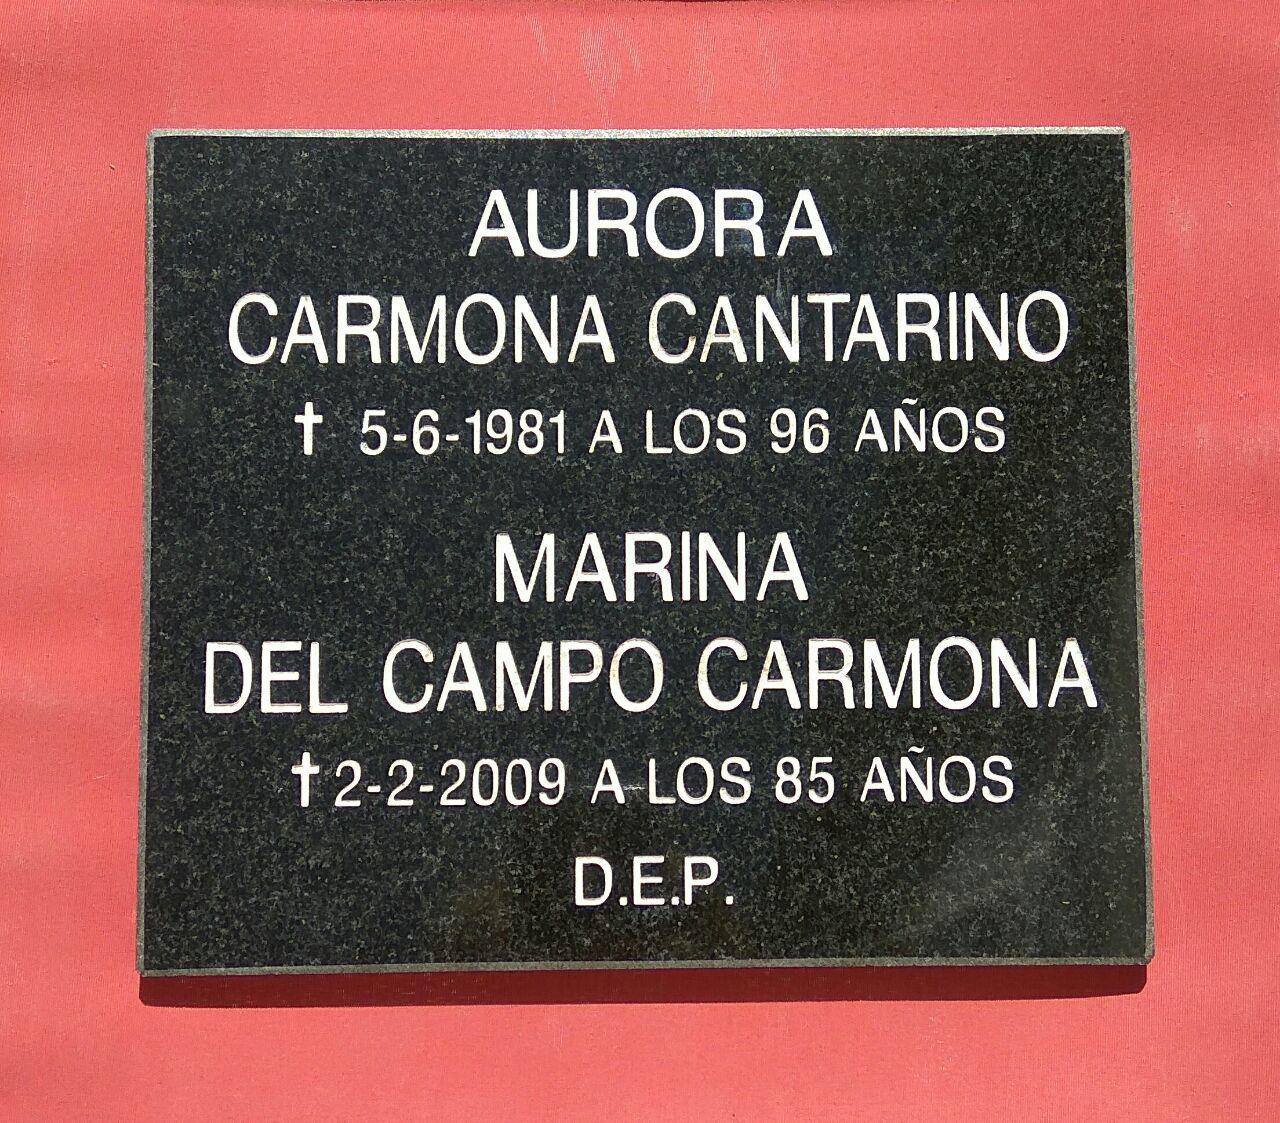 AURORA
CARMONA CANTARINO
✝ 5-6-1981 A LOS 96 AÑOS
MARINA
DEL CAMPO CARMONA
✝ 2-2-2009 A LOS 85 AÑOS
D.E.P.